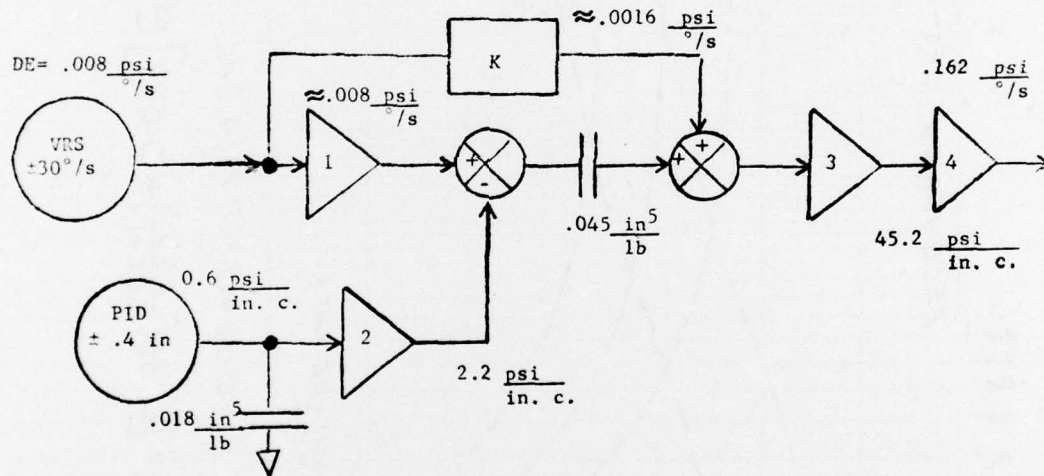 ≈.0016 psi
°/s
DE= .008 psi
°/s
K
.162 psi
°/s
≈.008 psi
°/s
VRS
±30°/s
1
+
-
+
+
3
4
.045 in⁵
lb
45.2 psi
in. c.
0.6 psi
in. c.
PID
± .4 in
2
2.2 psi
in. c.
.018 in⁵
lb